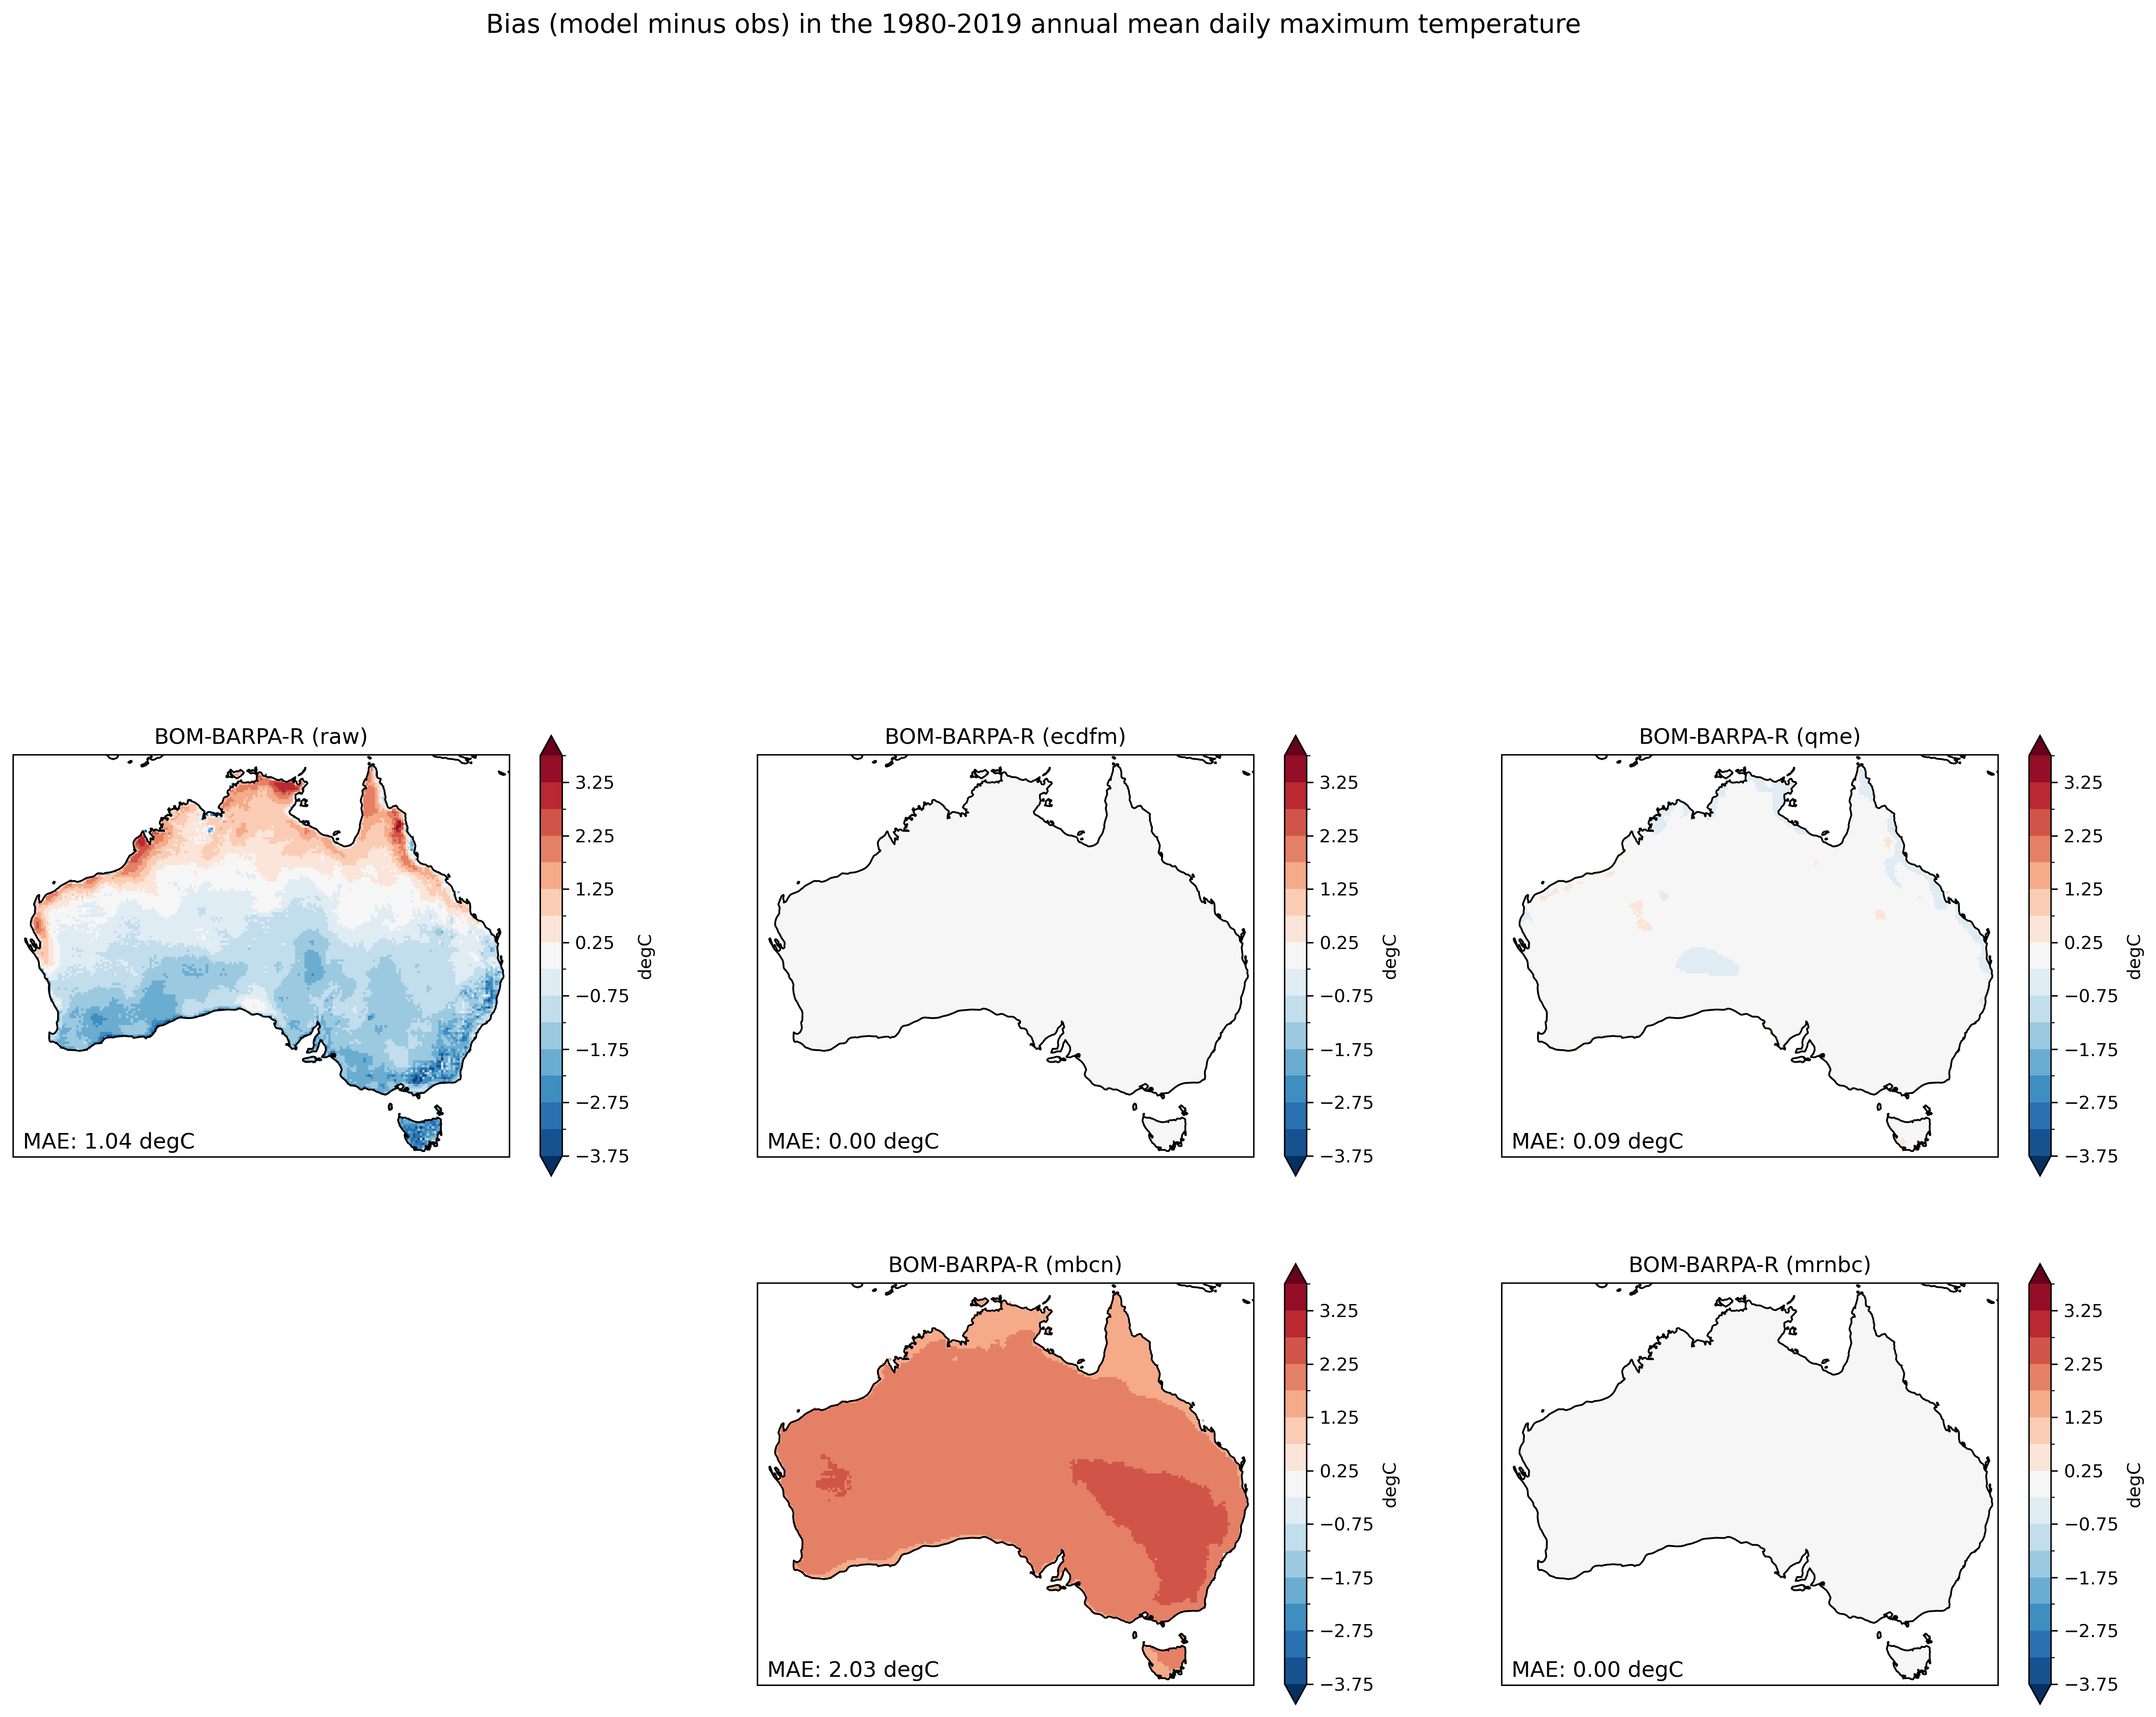 Bias (model minus obs) in the 1980-2019 annual mean daily maximum temperature
BOM-BARPA-R (raw)
3.25
2.25
1.25
0.25
−0.75
−1.75
−2.75
−3.75
degC
MAE: 1.04 degC
BOM-BARPA-R (ecdfm)
3.25
2.25
1.25
0.25
−0.75
−1.75
−2.75
−3.75
degC
MAE: 0.00 degC
BOM-BARPA-R (qme)
3.25
2.25
1.25
0.25
−0.75
−1.75
−2.75
−3.75
degC
MAE: 0.09 degC
BOM-BARPA-R (mbcn)
3.25
2.25
1.25
0.25
−0.75
−1.75
−2.75
−3.75
degC
MAE: 2.03 degC
BOM-BARPA-R (mrnbc)
3.25
2.25
1.25
0.25
−0.75
−1.75
−2.75
−3.75
degC
MAE: 0.00 degC